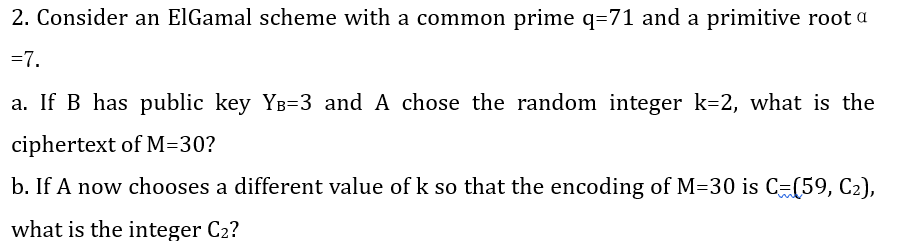 2. Consider an ElGamal scheme with a common prime q=71 and a primitive root α
=7.
a. If B has public key YB=3 and A chose the random integer k=2, what is the
ciphertext of M=30?
b. If A now chooses a different value of k so that the encoding of M=30 is C=(59, C2),
what is the integer C2?